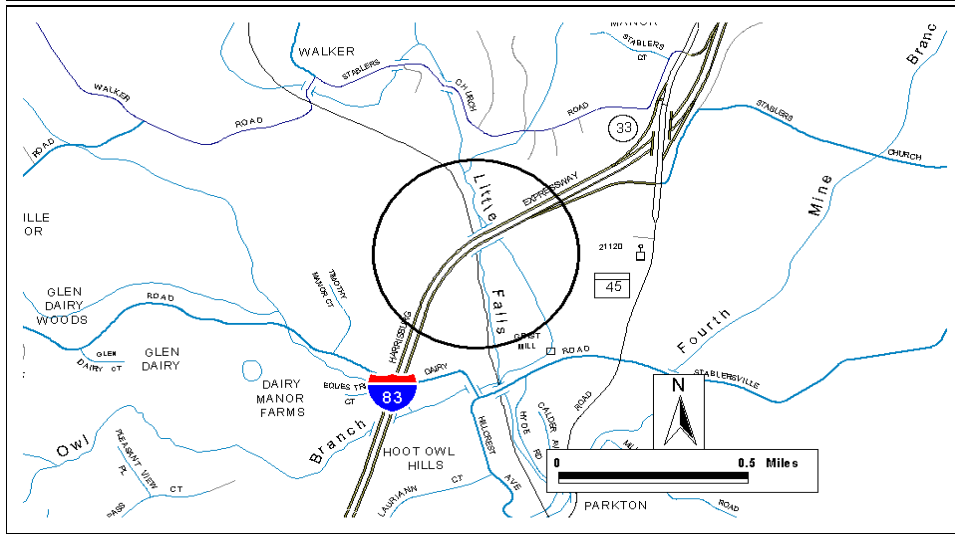 MANOR
STABLERS
CT
Branc
WALKER
STABLERS
CHURCH
ROAD
33
STABLERS
CHURCH
WALKER
ROAD
ROAD
Little
Falls
EXPRESSWAY
Mine
Fourth
ILLE
OR
21120
45
TIMOTHY
MANOR CT
GLEN
DAIRY
WOODS
ROAD
HARRISBURG
GLEN
DAIRY CT
GLEN
DAIRY
GRIST
MILL
ROAD
DAIRY
STABLERSVILLE
DAIRY
MANOR
FARMS
CT
83
N
ROAD
Owl
Branch
PLEASANT VIEW
PL
CT
PASS
HOOT OWL
HILLS
LAURIANN
CT
HILLCREST
AVE
HYDE
RD
CALDER
0
0.5 Miles
PARKTON
ROAD